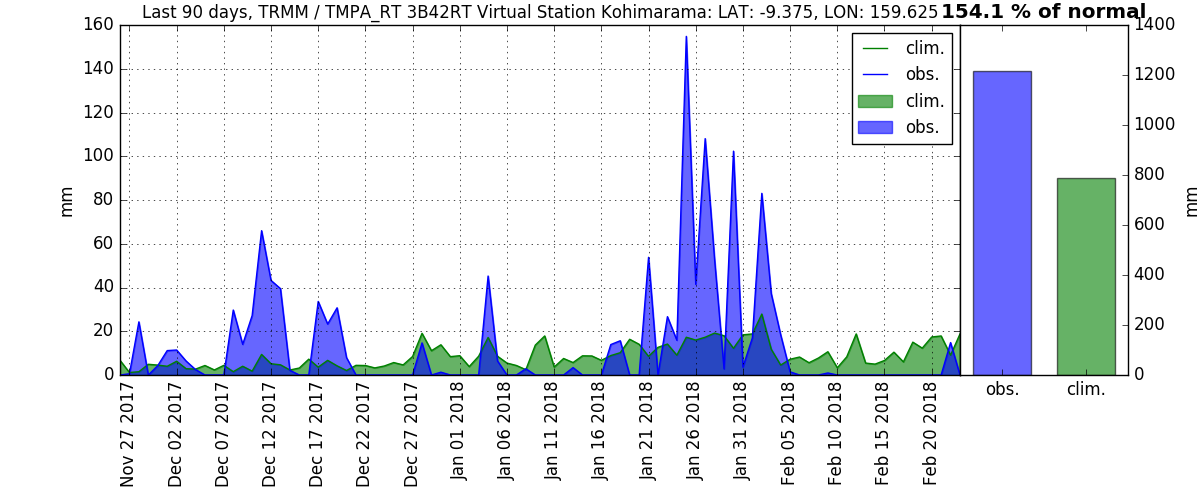 Last 90 days, TRMM / TMPA_RT 3B42RT Virtual Station Kohimarama: LAT: -9.375, LON: 159.625 154.1 % of normal
160
140
120
100
80
60
40
20
0
mm
clim.
obs.
clim.
obs.
1400
1200
1000
800
600
400
200
0
mm
Nov 27 2017
Dec 02 2017
Dec 07 2017
Dec 12 2017
Dec 17 2017
Dec 22 2017
Dec 27 2017
Jan 01 2018
Jan 06 2018
Jan 11 2018
Jan 16 2018
Jan 21 2018
Jan 26 2018
Jan 31 2018
Feb 05 2018
Feb 10 2018
Feb 15 2018
Feb 20 2018
obs.
clim.